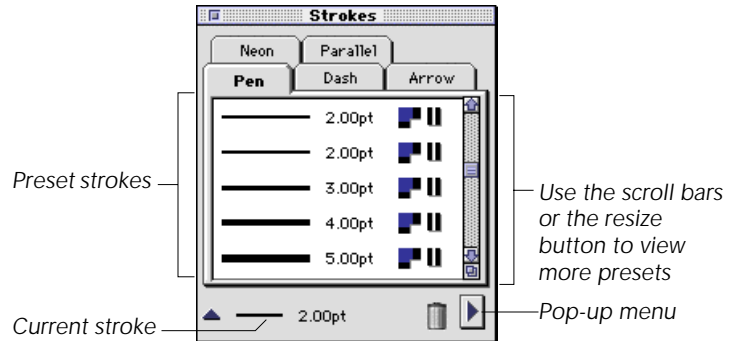 Strokes
Neon Parallel
Pen Dash Arrow
2.00pt
2.00pt
3.00pt
4.00pt
5.00pt
2.00pt
Preset strokes
Current stroke
Use the scroll bars
or the resize
button to view
more presets
Pop-up menu